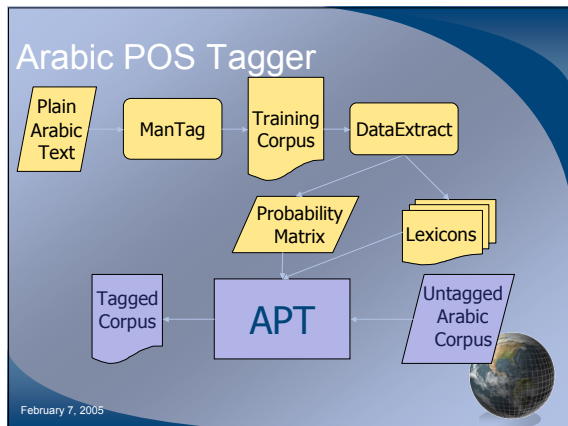 Arabic POS Tagger
Plain
Arabic
Text
ManTag
Training
Corpus
DataExtract
Probability
Matrix
Lexicons
Tagged
Corpus
APT
Untagged
Arabic
Corpus
February 7, 2005